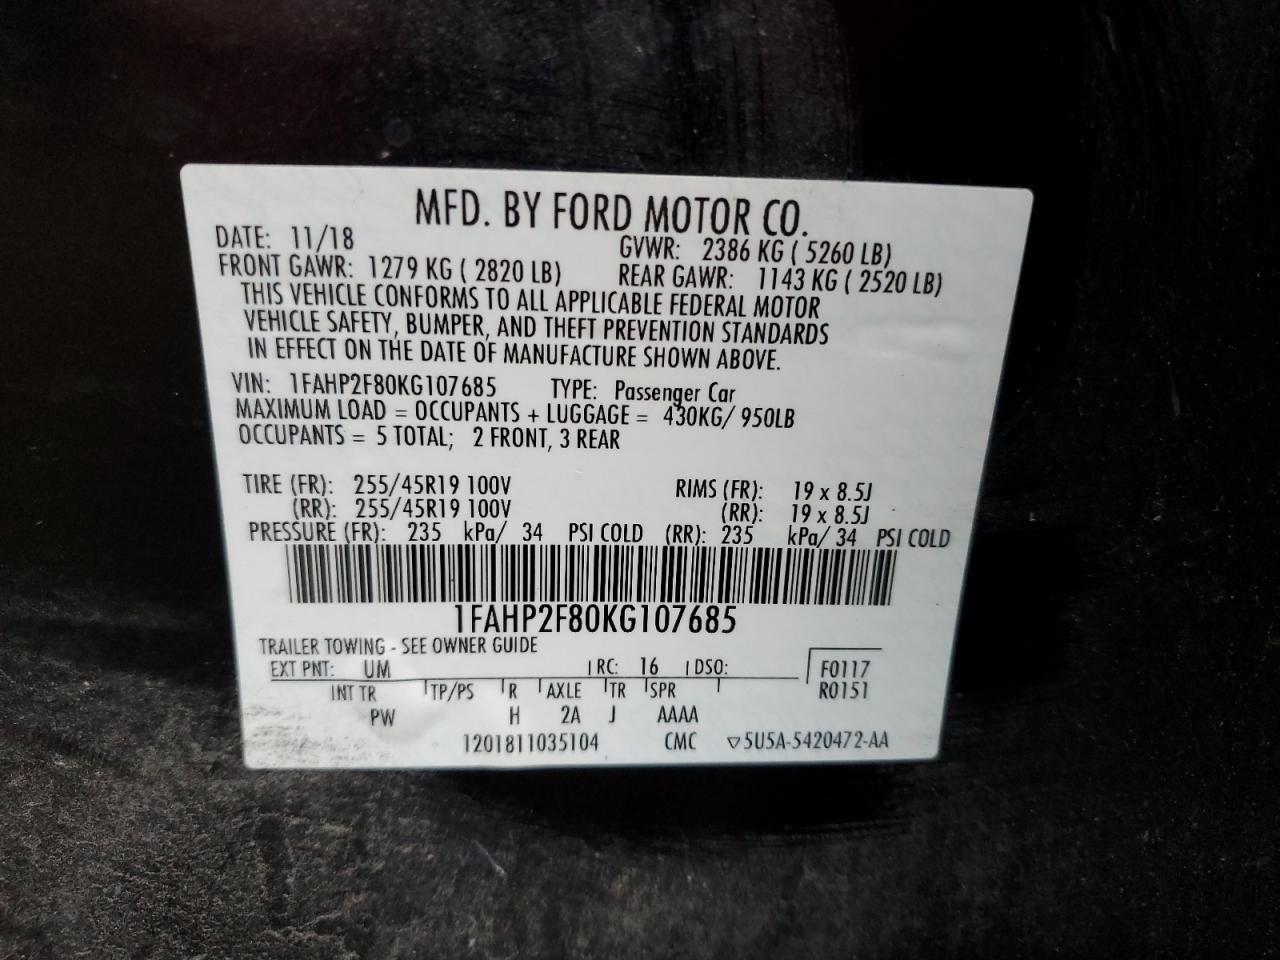 MFD. BY FORD MOTOR CO.
DATE: 11/18 GVWR: 2386 KG ( 5260 LB)
FRONT GAWR: 1279 KG ( 2820 LB) REAR GAWR: 1143 KG ( 2520 LB)
THIS VEHICLE CONFORMS TO ALL APPLICABLE FEDERAL MOTOR
VEHICLE SAFETY, BUMPER, AND THEFT PREVENTION STANDARDS
IN EFFECT ON THE DATE OF MANUFACTURE SHOWN ABOVE.
VIN: 1FAHP2F80KG107685 TYPE: Passenger Car
MAXIMUM LOAD = OCCUPANTS + LUGGAGE = 430KG/ 950LB
OCCUPANTS = 5 TOTAL; 2 FRONT, 3 REAR
TIRE (FR): 255/45R19 100V RIMS (FR): 19 x 8.5J
(RR): 255/45R19 100V (RR): 19 x 8.5J
PRESSURE (FR): 235 kPa/ 34 PSI COLD (RR): 235 kPa/ 34 PSI COLD
1FAHP2F80KG107685
TRAILER TOWING - SEE OWNER GUIDE
EXT PNT: UM RC: 16 DSO: F0117
INT TR TP/PS R AXLE TR SPR R0151
PW H 2A J AAAA
1201811035104 CMC ▽5U5A-5420472-AA